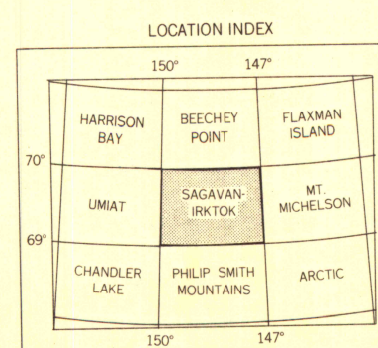 LOCATION INDEX
150° 147°
HARRISON BAY
BEECHEY POINT
FLAXMAN ISLAND
70°
UMIAT
SAGAVAN-
IRKTOK
MT. MICHELSON
69°
CHANDLER LAKE
PHILIP SMITH MOUNTAINS
ARCTIC
150° 147°